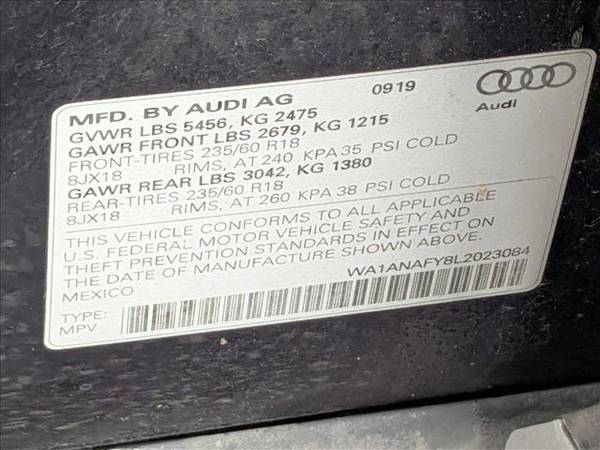 MFD. BY AUDI AG 0919
Audi
GVWR LBS 5456, KG 2475
GAWR FRONT LBS 2679, KG 1215
FRONT-TIRES 235/60 R18
8JX18 RIMS, AT 240 KPA 35 PSI COLD
GAWR REAR LBS 3042, KG 1380
REAR-TIRES 235/60 R18
8JX18 RIMS, AT 260 KPA 38 PSI COLD
THIS VEHICLE CONFORMS TO ALL APPLICABLE
U.S. FEDERAL MOTOR VEHICLE SAFETY AND
THEFT PREVENTION STANDARDS IN EFFECT ON
THE DATE OF MANUFACTURE SHOWN ABOVE.
MEXICO WA1ANAFY8L2023084
TYPE:
MPV